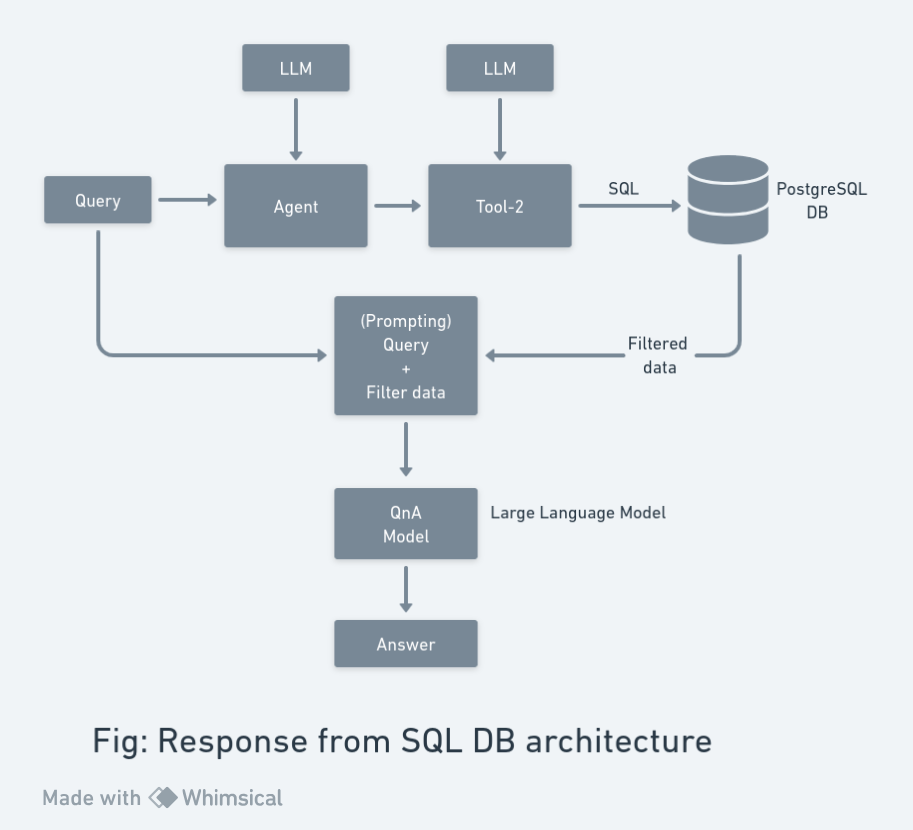 LLM
LLM
Query
Agent
Tool-2
SQL
PostgreSQL
DB
(Prompting)
Query
+
Filter data
Filtered
data
QnA
Model
Large Language Model
Answer
Fig: Response from SQL DB architecture
Made with Whimsical